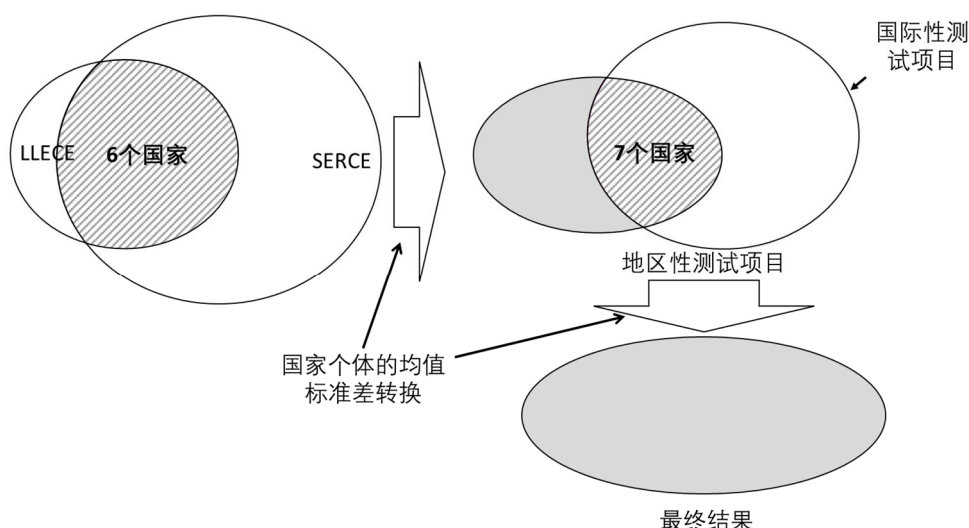 LLECE
6个国家
SERCE
国际性测
试项目
7个国家
地区性测试项目
国家个体的均值
标准差转换
最终结果